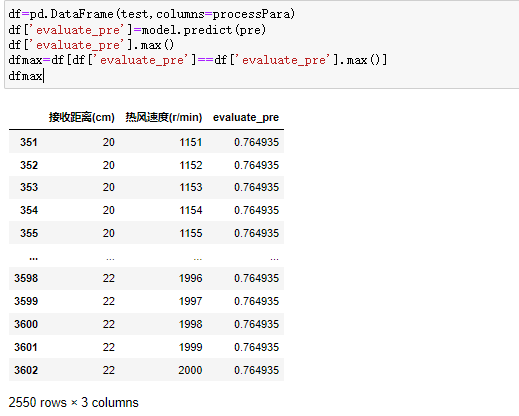 df=pd.DataFrame(test,columns=processPara)
df['evaluate_pre']=model.predict(pre)
df['evaluate_pre'].max()
dfmax=df[df['evaluate_pre']==df['evaluate_pre'].max()]
dfmax
接收距离(cm) 热风速度(r/min) evaluate_pre
351 20 1151 0.764935
352 20 1152 0.764935
353 20 1153 0.764935
354 20 1154 0.764935
355 20 1155 0.764935
... ... ... ...
3598 22 1996 0.764935
3599 22 1997 0.764935
3600 22 1998 0.764935
3601 22 1999 0.764935
3602 22 2000 0.764935
2550 rows × 3 columns